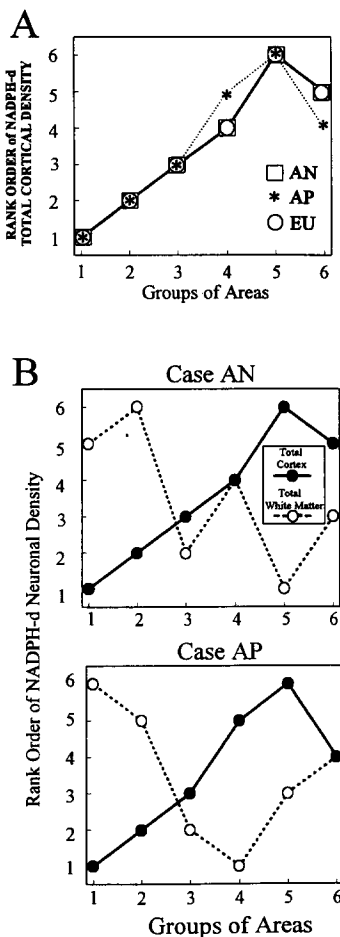 A
RANK ORDER of NADPH-d
TOTAL CORTICAL DENSITY
6
5
4
3
2
1
AN
AP
EU
1 2 3 4 5 6
Groups of Areas
B
Rank Order of NADPH-d Neuronal Density
Case AN
6
5
4
3
2
1
Total
Cortex
Total
White Matter
1 2 3 4 5 6
Case AP
6
5
4
3
2
1
1 2 3 4 5 6
Groups of Areas